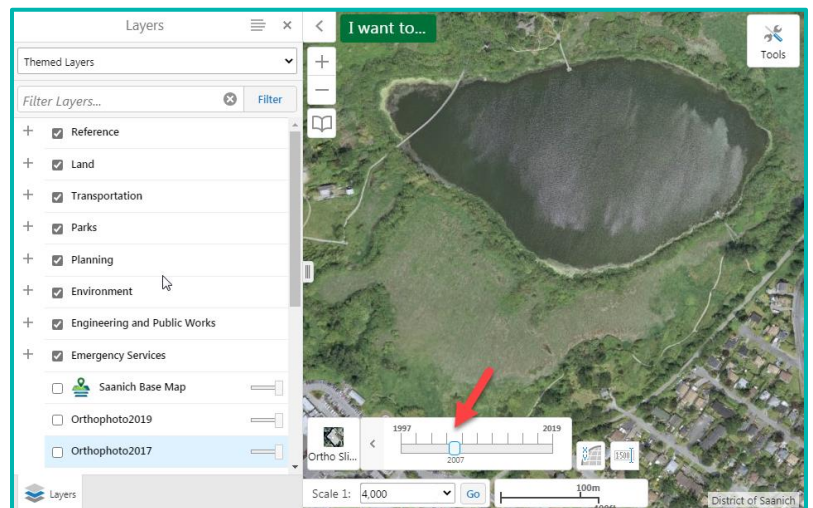 Layers
Themed Layers
Filter Layers...
Filter
Reference
Land
Transportation
Parks
Planning
Environment
Engineering and Public Works
Emergency Services
Saanich Base Map
Orthophoto2019
Orthophoto2017
Layers
I want to...
Tools
1997
2019
2007
Ortho Sli...
1500
Scale 1:
4,000
Go
100m
District of Saanich